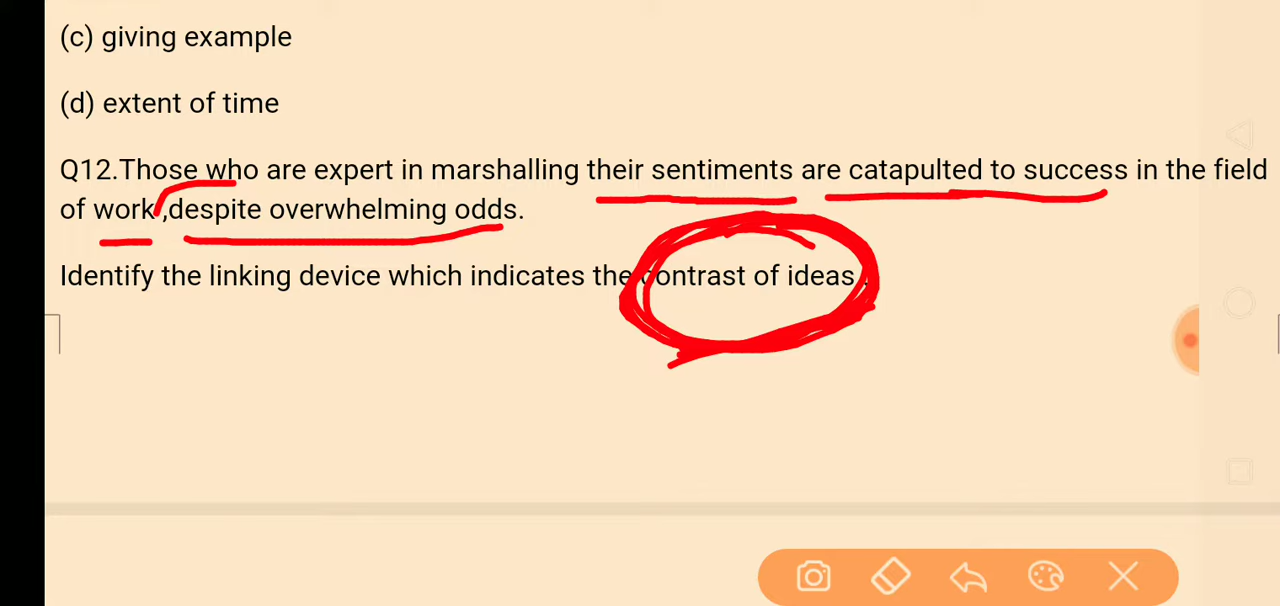 (c) giving example
(d) extent of time
Q12.Those who are expert in marshalling their sentiments are catapulted to success in the field
of work ,despite overwhelming odds.
Identify the linking device which indicates the contrast of ideas .